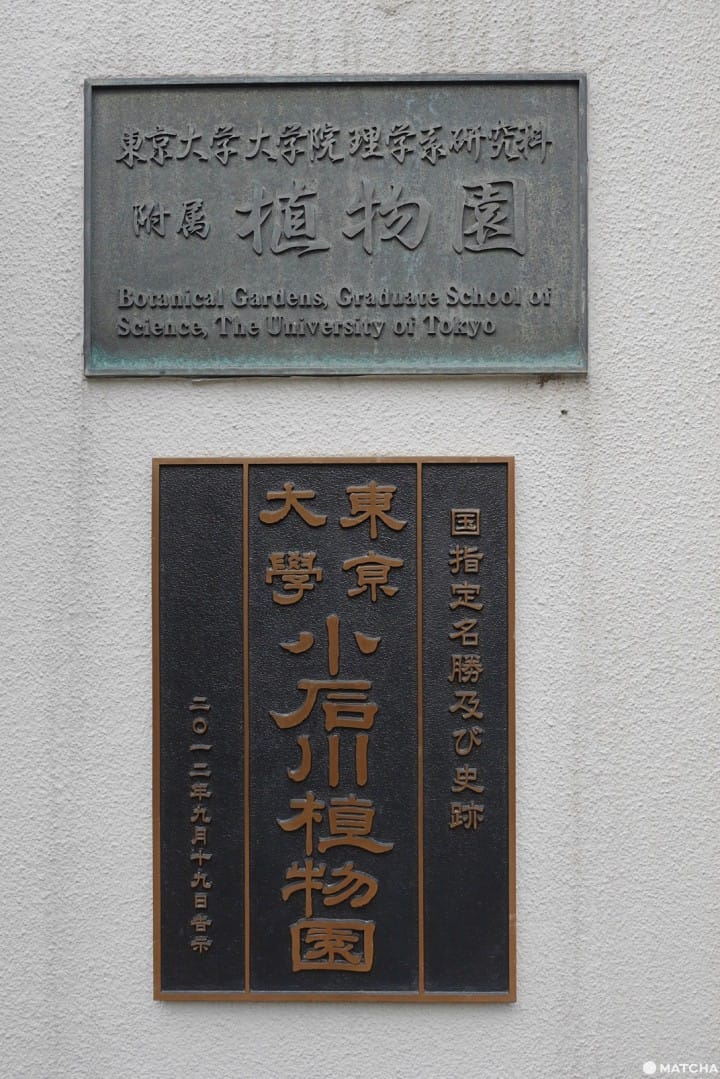 東京大学大学院理学系研究科
附属 植物園
Botanical Gardens, Graduate School of
Science, The University of Tokyo
国指定名勝及び史跡
東京
大學
小石川植物園
二〇一二年九月十九日告示
MATCHA